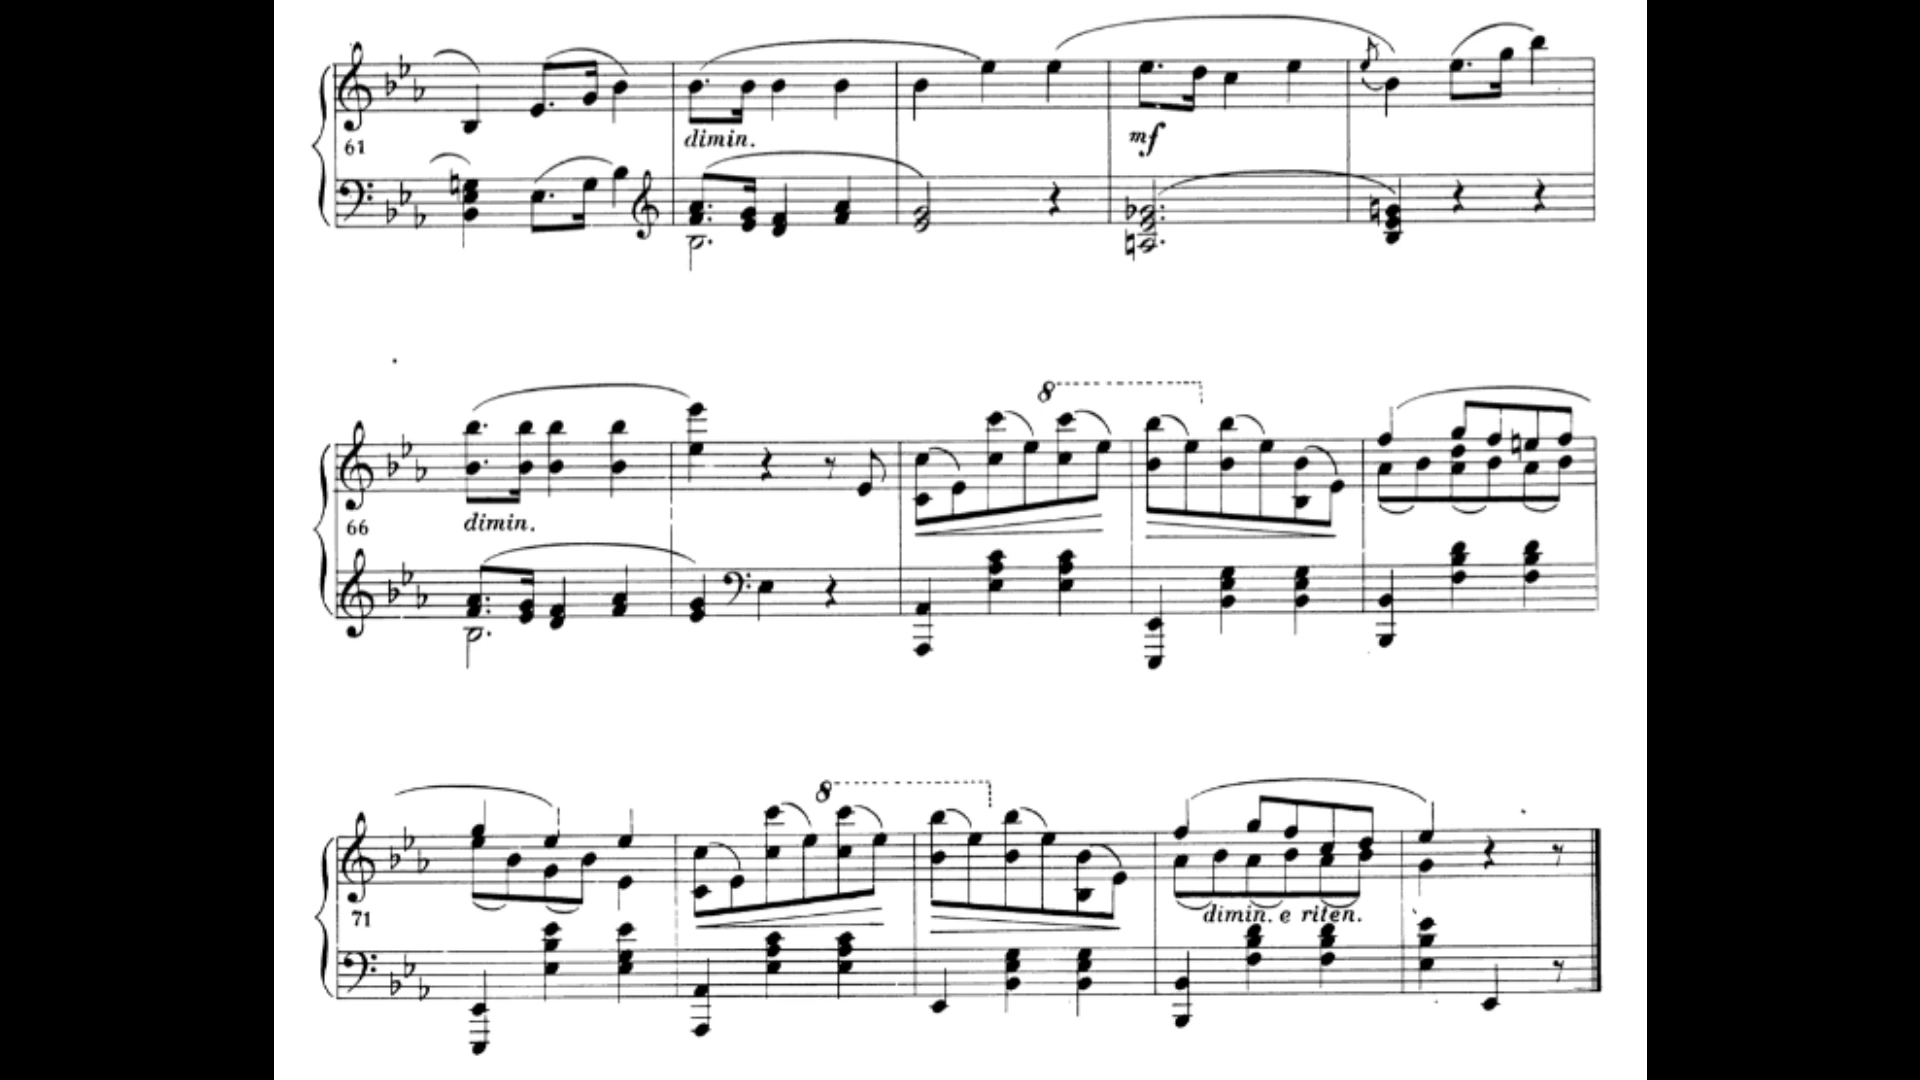 61
dimin.
mf
8
66
dimin.
8
71
dimin. e riten.